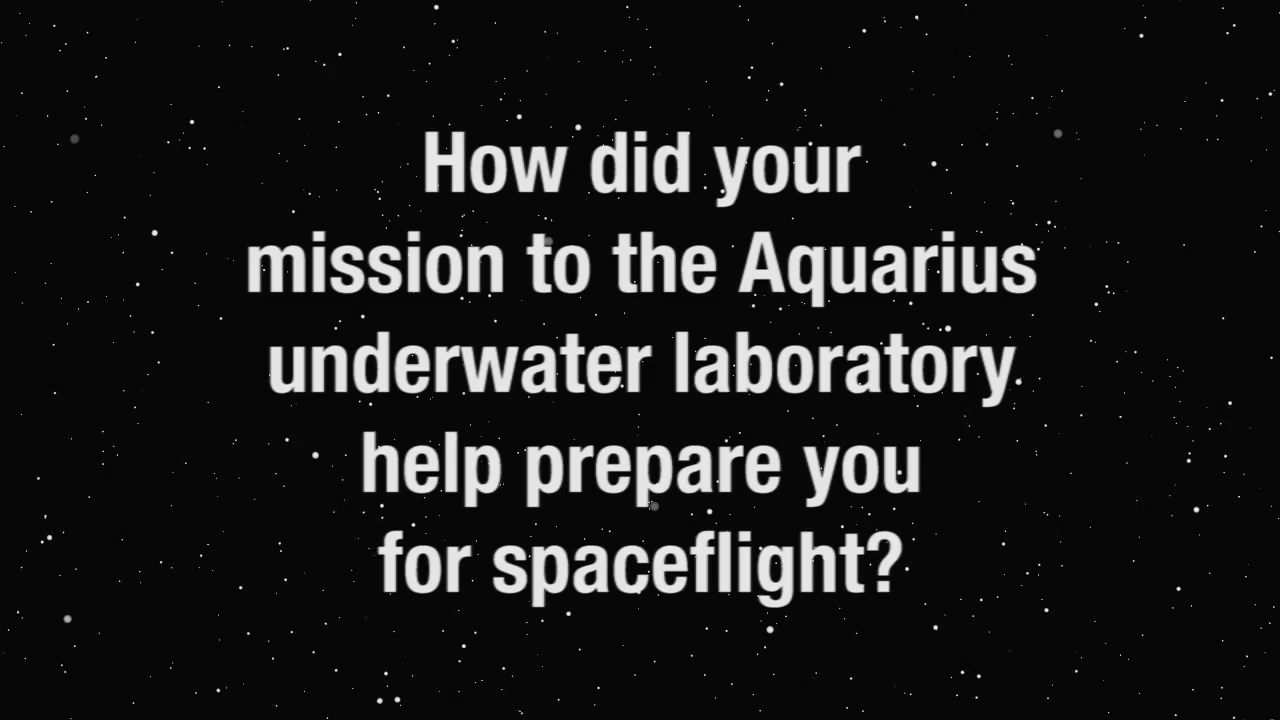 How did your
mission to the Aquarius
underwater laboratory
help prepare you
for spaceflight?